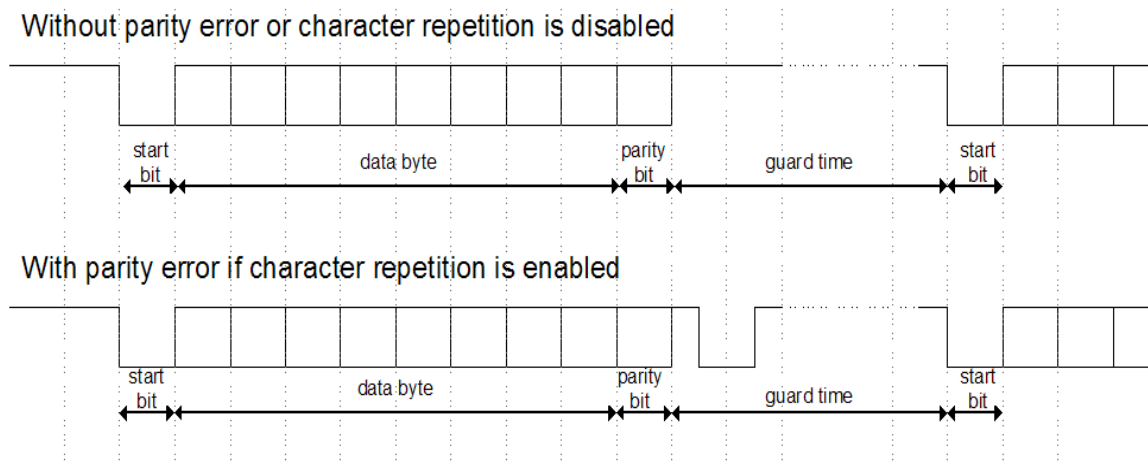 Without parity error or character repetition is disabled
start bit
data byte
parity bit
guard time
start bit
With parity error if character repetition is enabled
start bit
data byte
parity bit
guard time
start bit